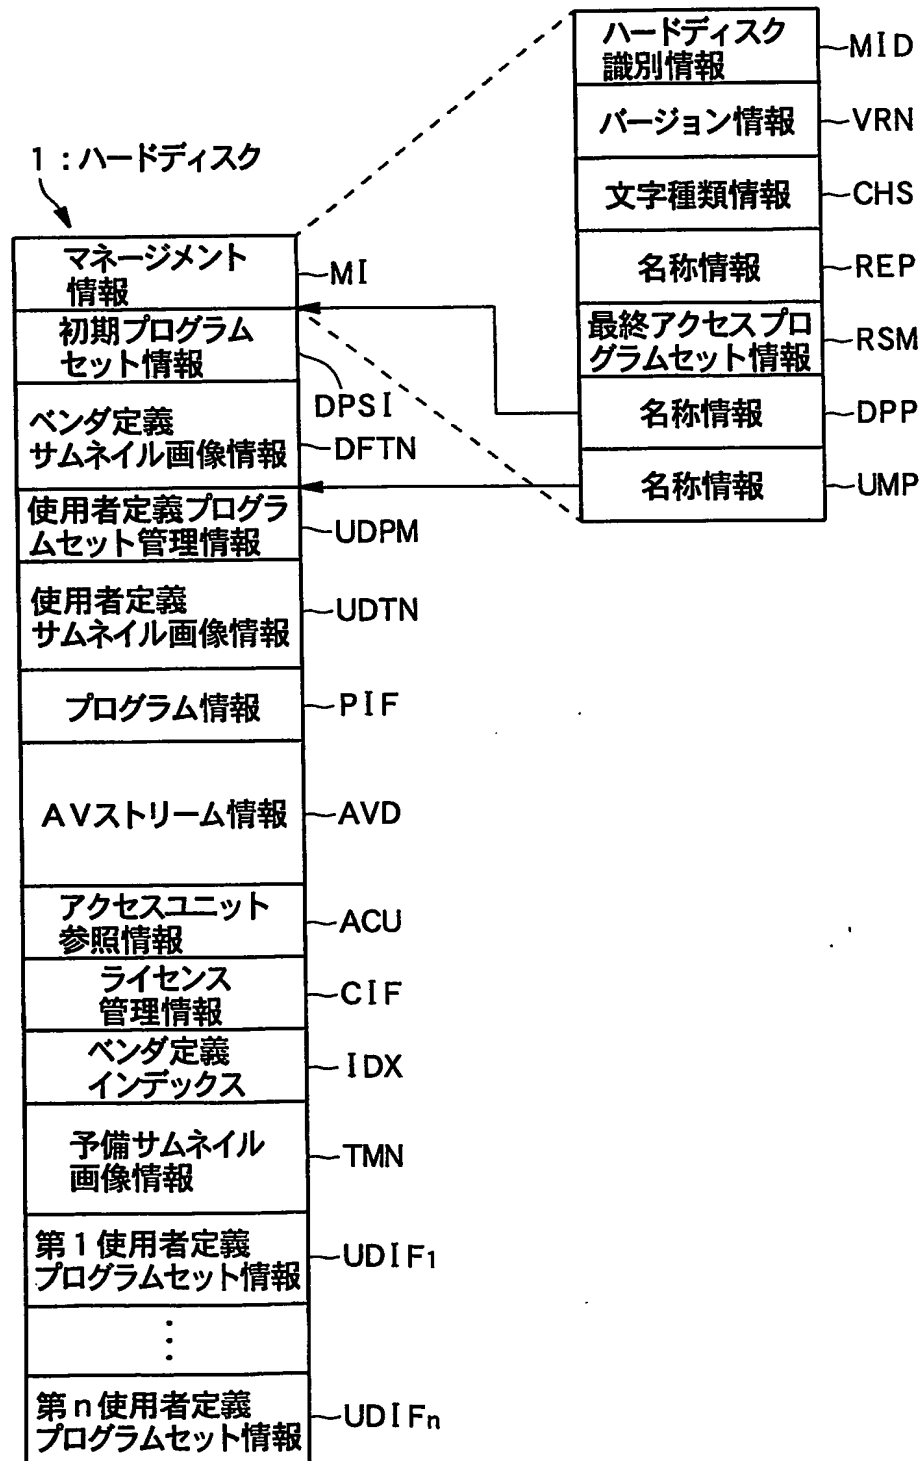 1:ハードディスク
マネージメント
情報
MI
初期プログラム
セット情報
DPSI
ベンダ定義
サムネイル画像情報
DFTN
使用者定義プログラ
ムセット管理情報
UDPM
使用者定義
サムネイル画像情報
UDTN
プログラム情報
PIF
AVストリーム情報
AVD
アクセスユニット
参照情報
ACU
ライセンス
管理情報
CIF
ベンダ定義
インデックス
IDX
予備サムネイル
画像情報
TMN
第1使用者定義
プログラムセット情報
UDIF1
⋮
第n使用者定義
プログラムセット情報
UDIFn
ハードディスク
識別情報
MID
バージョン情報
VRN
文字種類情報
CHS
名称情報
REP
最終アクセスプロ
グラムセット情報
RSM
名称情報
DPP
名称情報
UMP